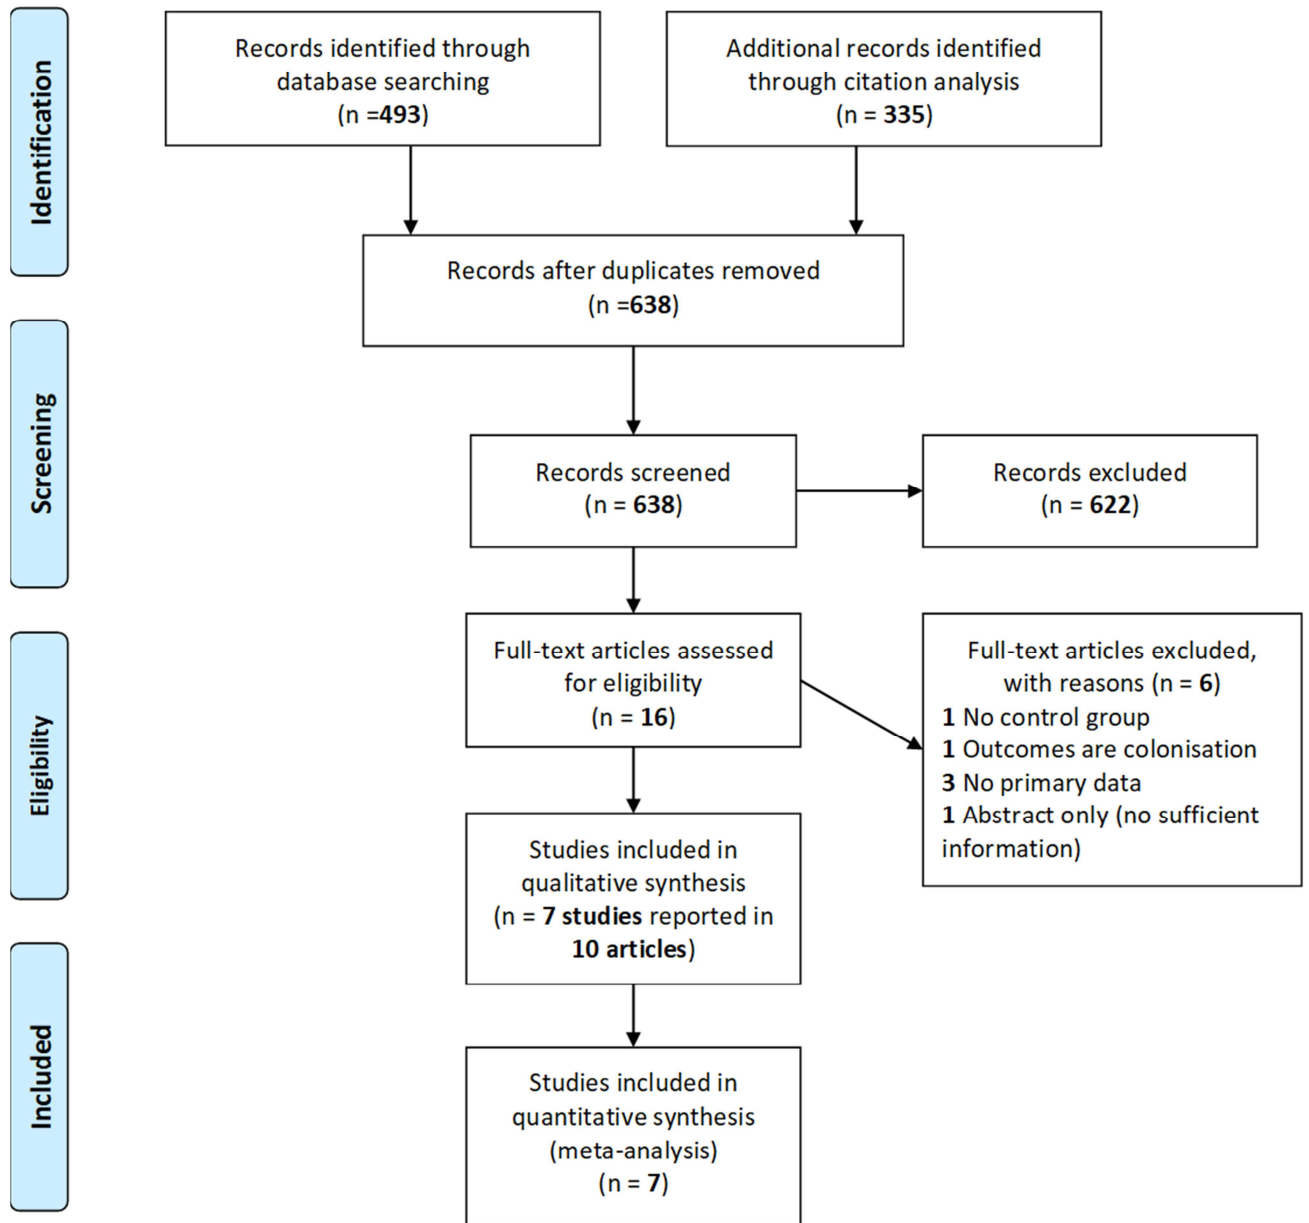 Identification
Records identified through
database searching
(n =493)
Additional records identified
through citation analysis
(n = 335)
Records after duplicates removed
(n =638)
Screening
Records screened
(n = 638)
Records excluded
(n = 622)
Eligibility
Full-text articles assessed
for eligibility
(n = 16)
Full-text articles excluded,
with reasons (n = 6)
1 No control group
1 Outcomes are colonisation
3 No primary data
1 Abstract only (no sufficient
information)
Studies included in
qualitative synthesis
(n = 7 studies reported in
10 articles)
Included
Studies included in
quantitative synthesis
(meta-analysis)
(n = 7)